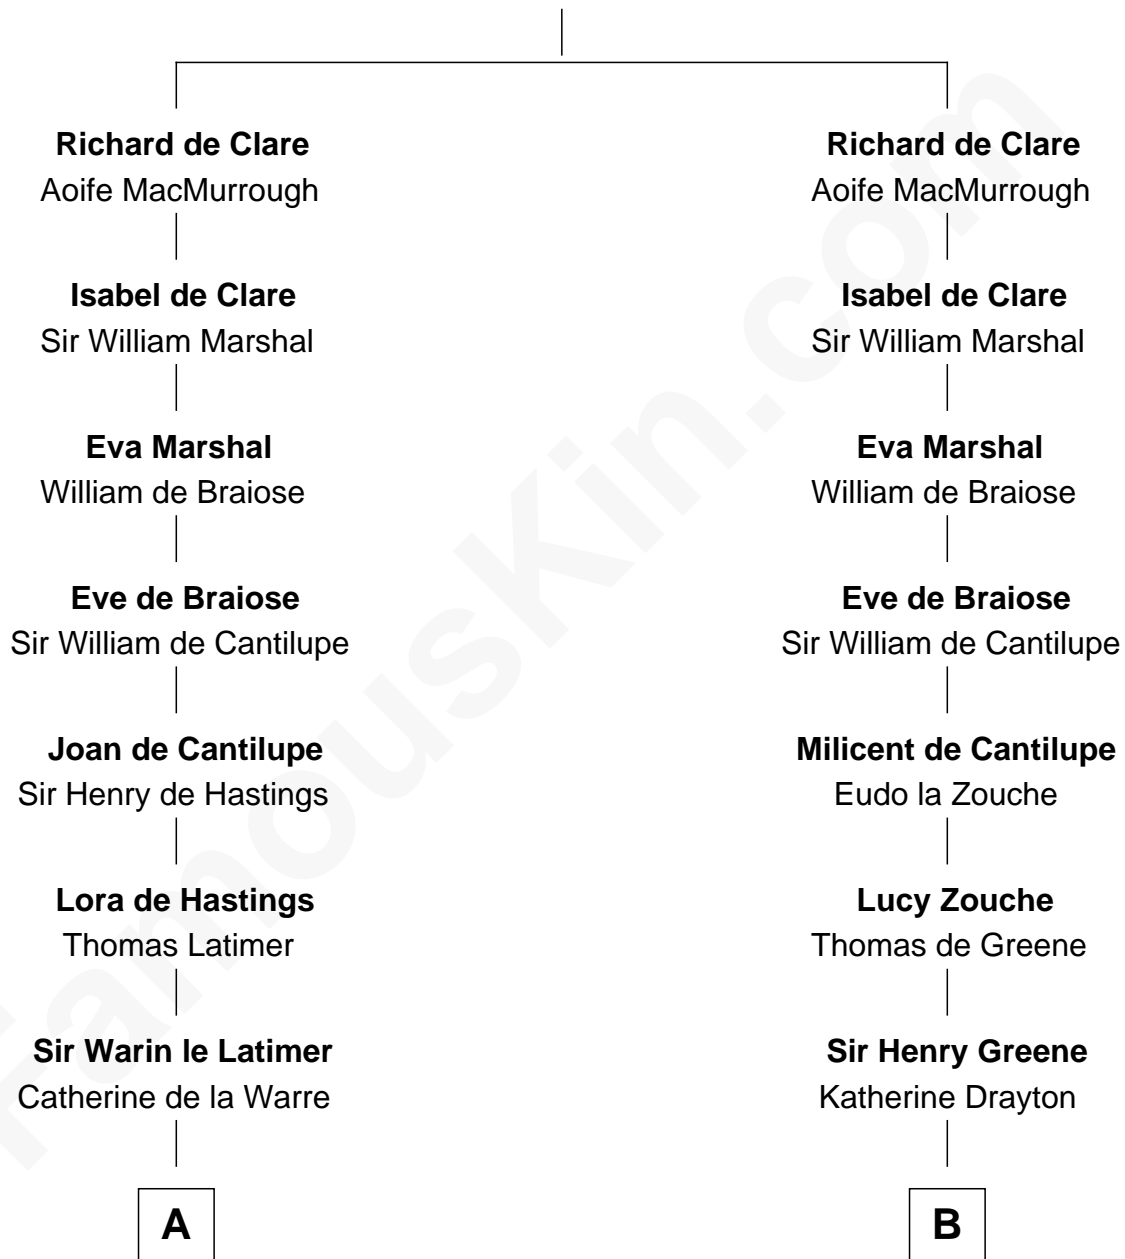 Richard de Clare
Aoife MacMurrough
Isabel de Clare
Sir William Marshal
Eva Marshal
William de Braiose
Eve de Braiose
Sir William de Cantilupe
Joan de Cantilupe
Sir Henry de Hastings
Lora de Hastings
Thomas Latimer
Sir Warin le Latimer
Catherine de la Warre
A
Richard de Clare
Aoife MacMurrough
Isabel de Clare
Sir William Marshal
Eva Marshal
William de Braiose
Eve de Braiose
Sir William de Cantilupe
Milicent de Cantilupe
Eudo la Zouche
Lucy Zouche
Thomas de Greene
Sir Henry Greene
Katherine Drayton
B
FamousKin.com